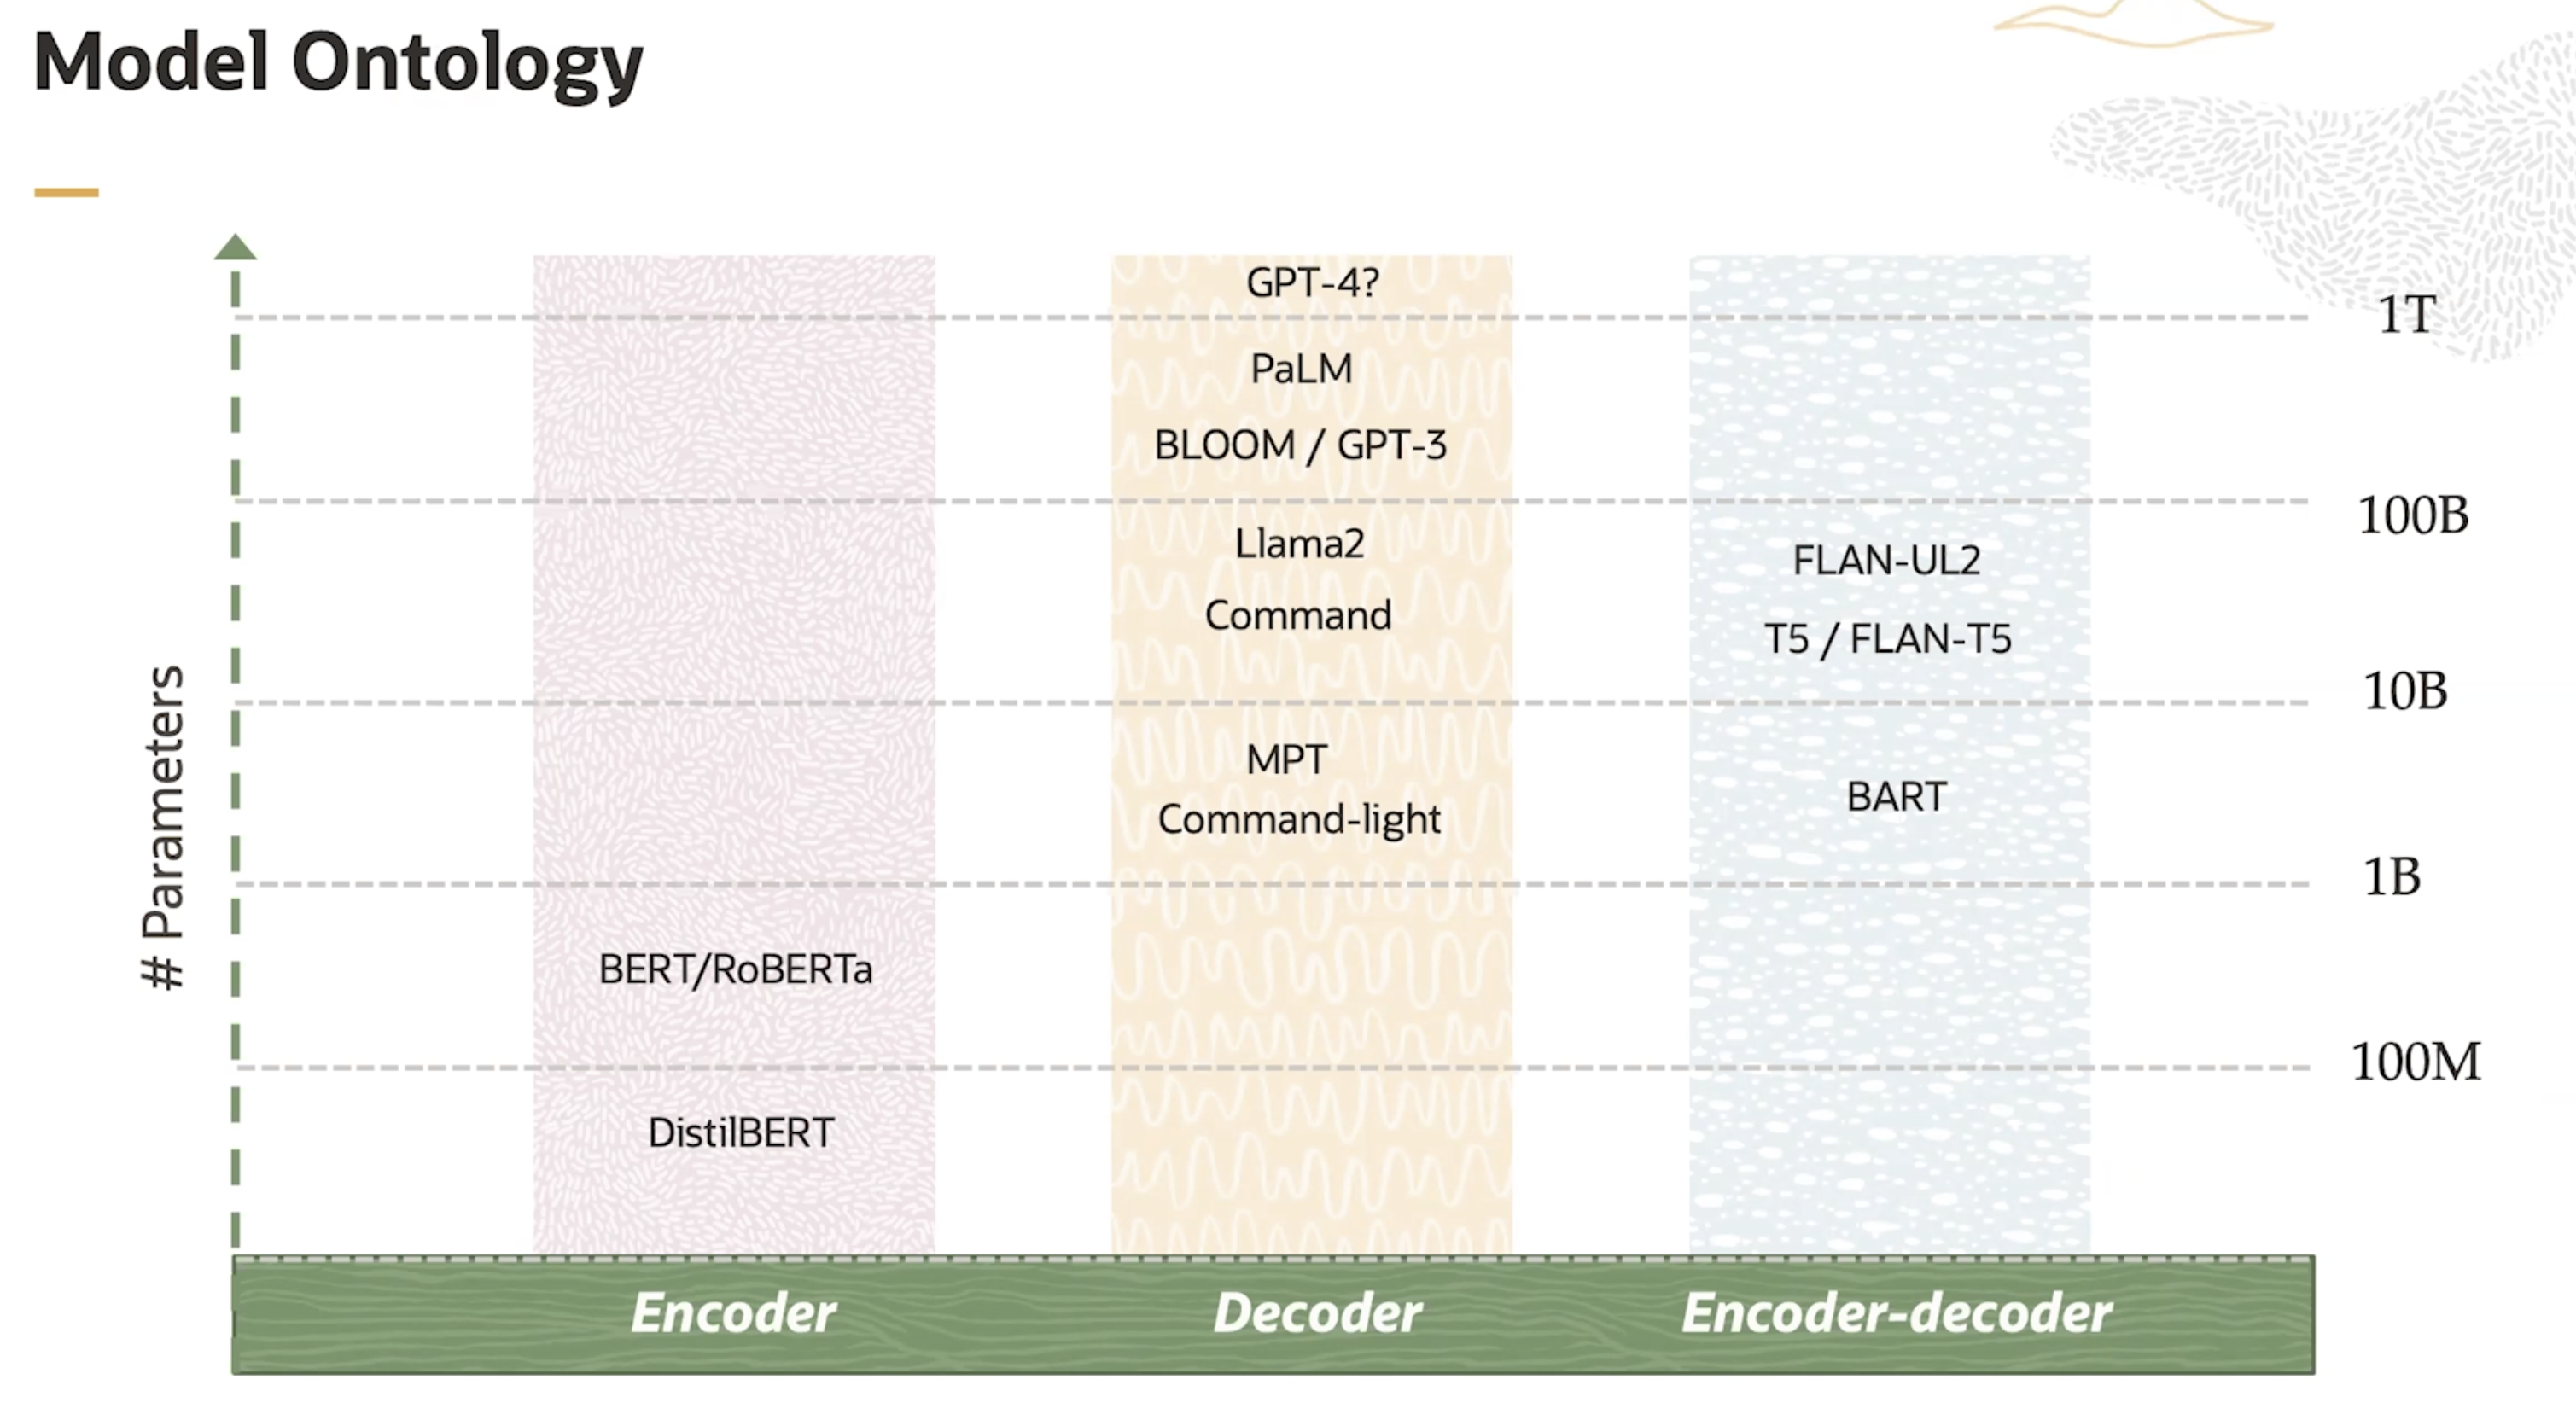 Model Ontology
# Parameters
GPT-4?
1T
PaLM
BLOOM / GPT-3
100B
Llama2
FLAN-UL2
Command
T5 / FLAN-T5
10B
MPT
BART
Command-light
1B
BERT/RoBERTa
100M
DistilBERT
Encoder
Decoder
Encoder-decoder